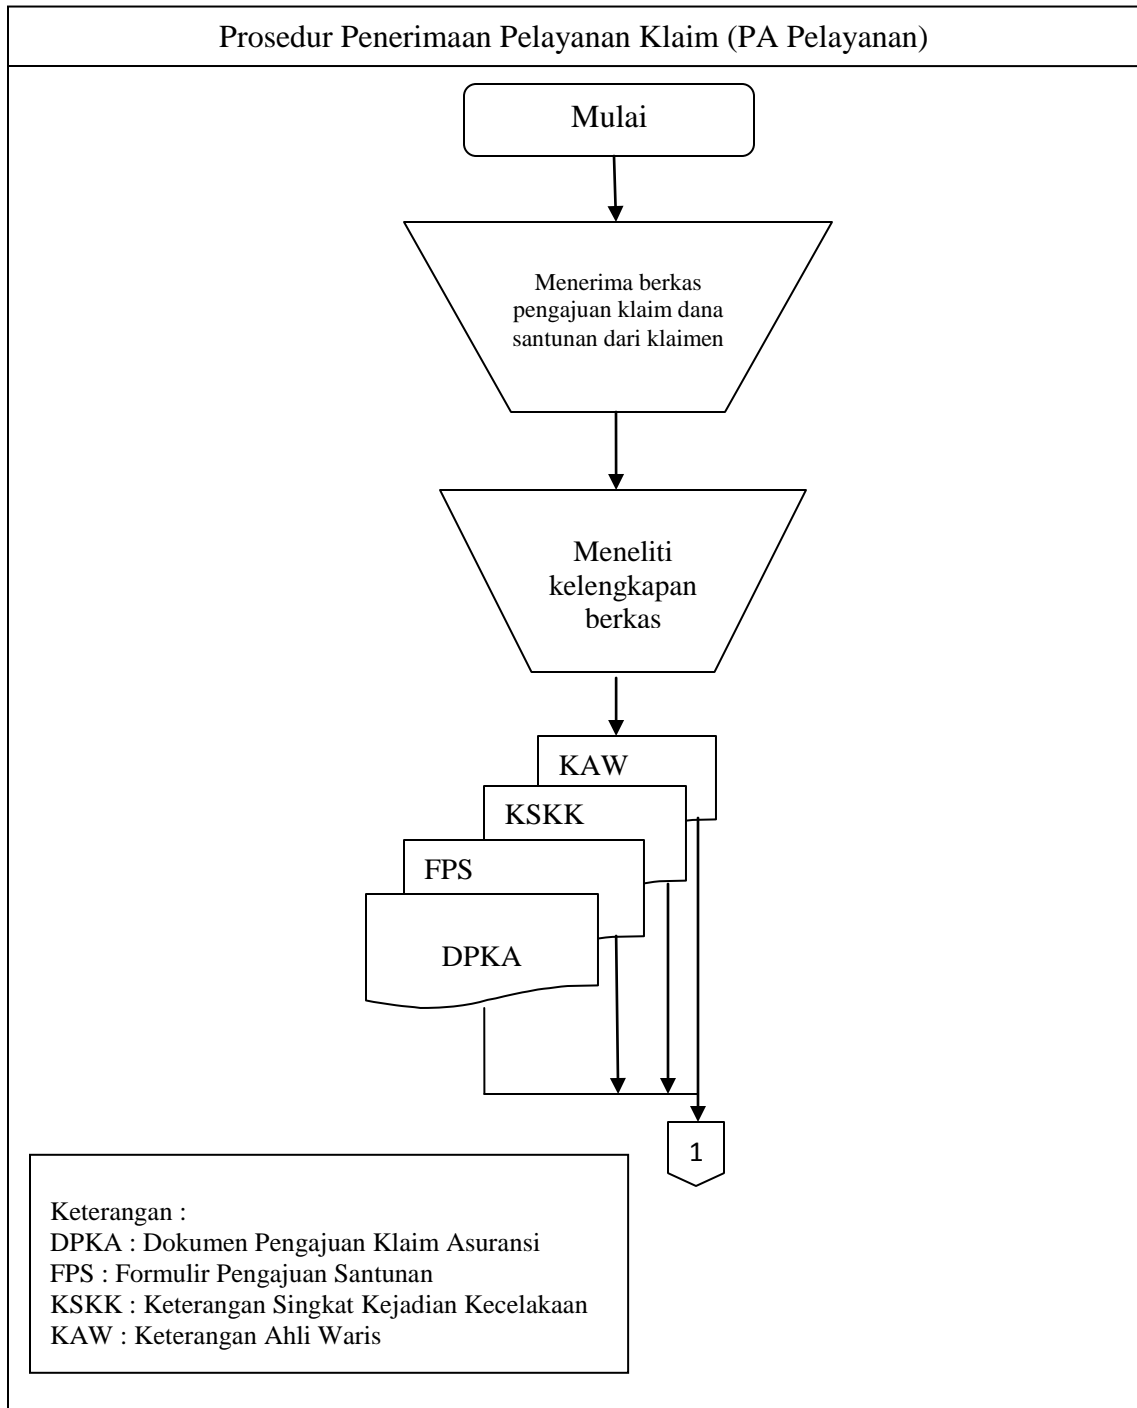 Prosedur Penerimaan Pelayanan Klaim (PA Pelayanan)
Mulai
Menerima berkas
pengajuan klaim dana
santunan dari klaimen
Meneliti
kelengkapan
berkas
KAW
KSKK
FPS
DPKA
1
Keterangan :
DPKA : Dokumen Pengajuan Klaim Asuransi
FPS : Formulir Pengajuan Santunan
KSKK : Keterangan Singkat Kejadian Kecelakaan
KAW : Keterangan Ahli Waris